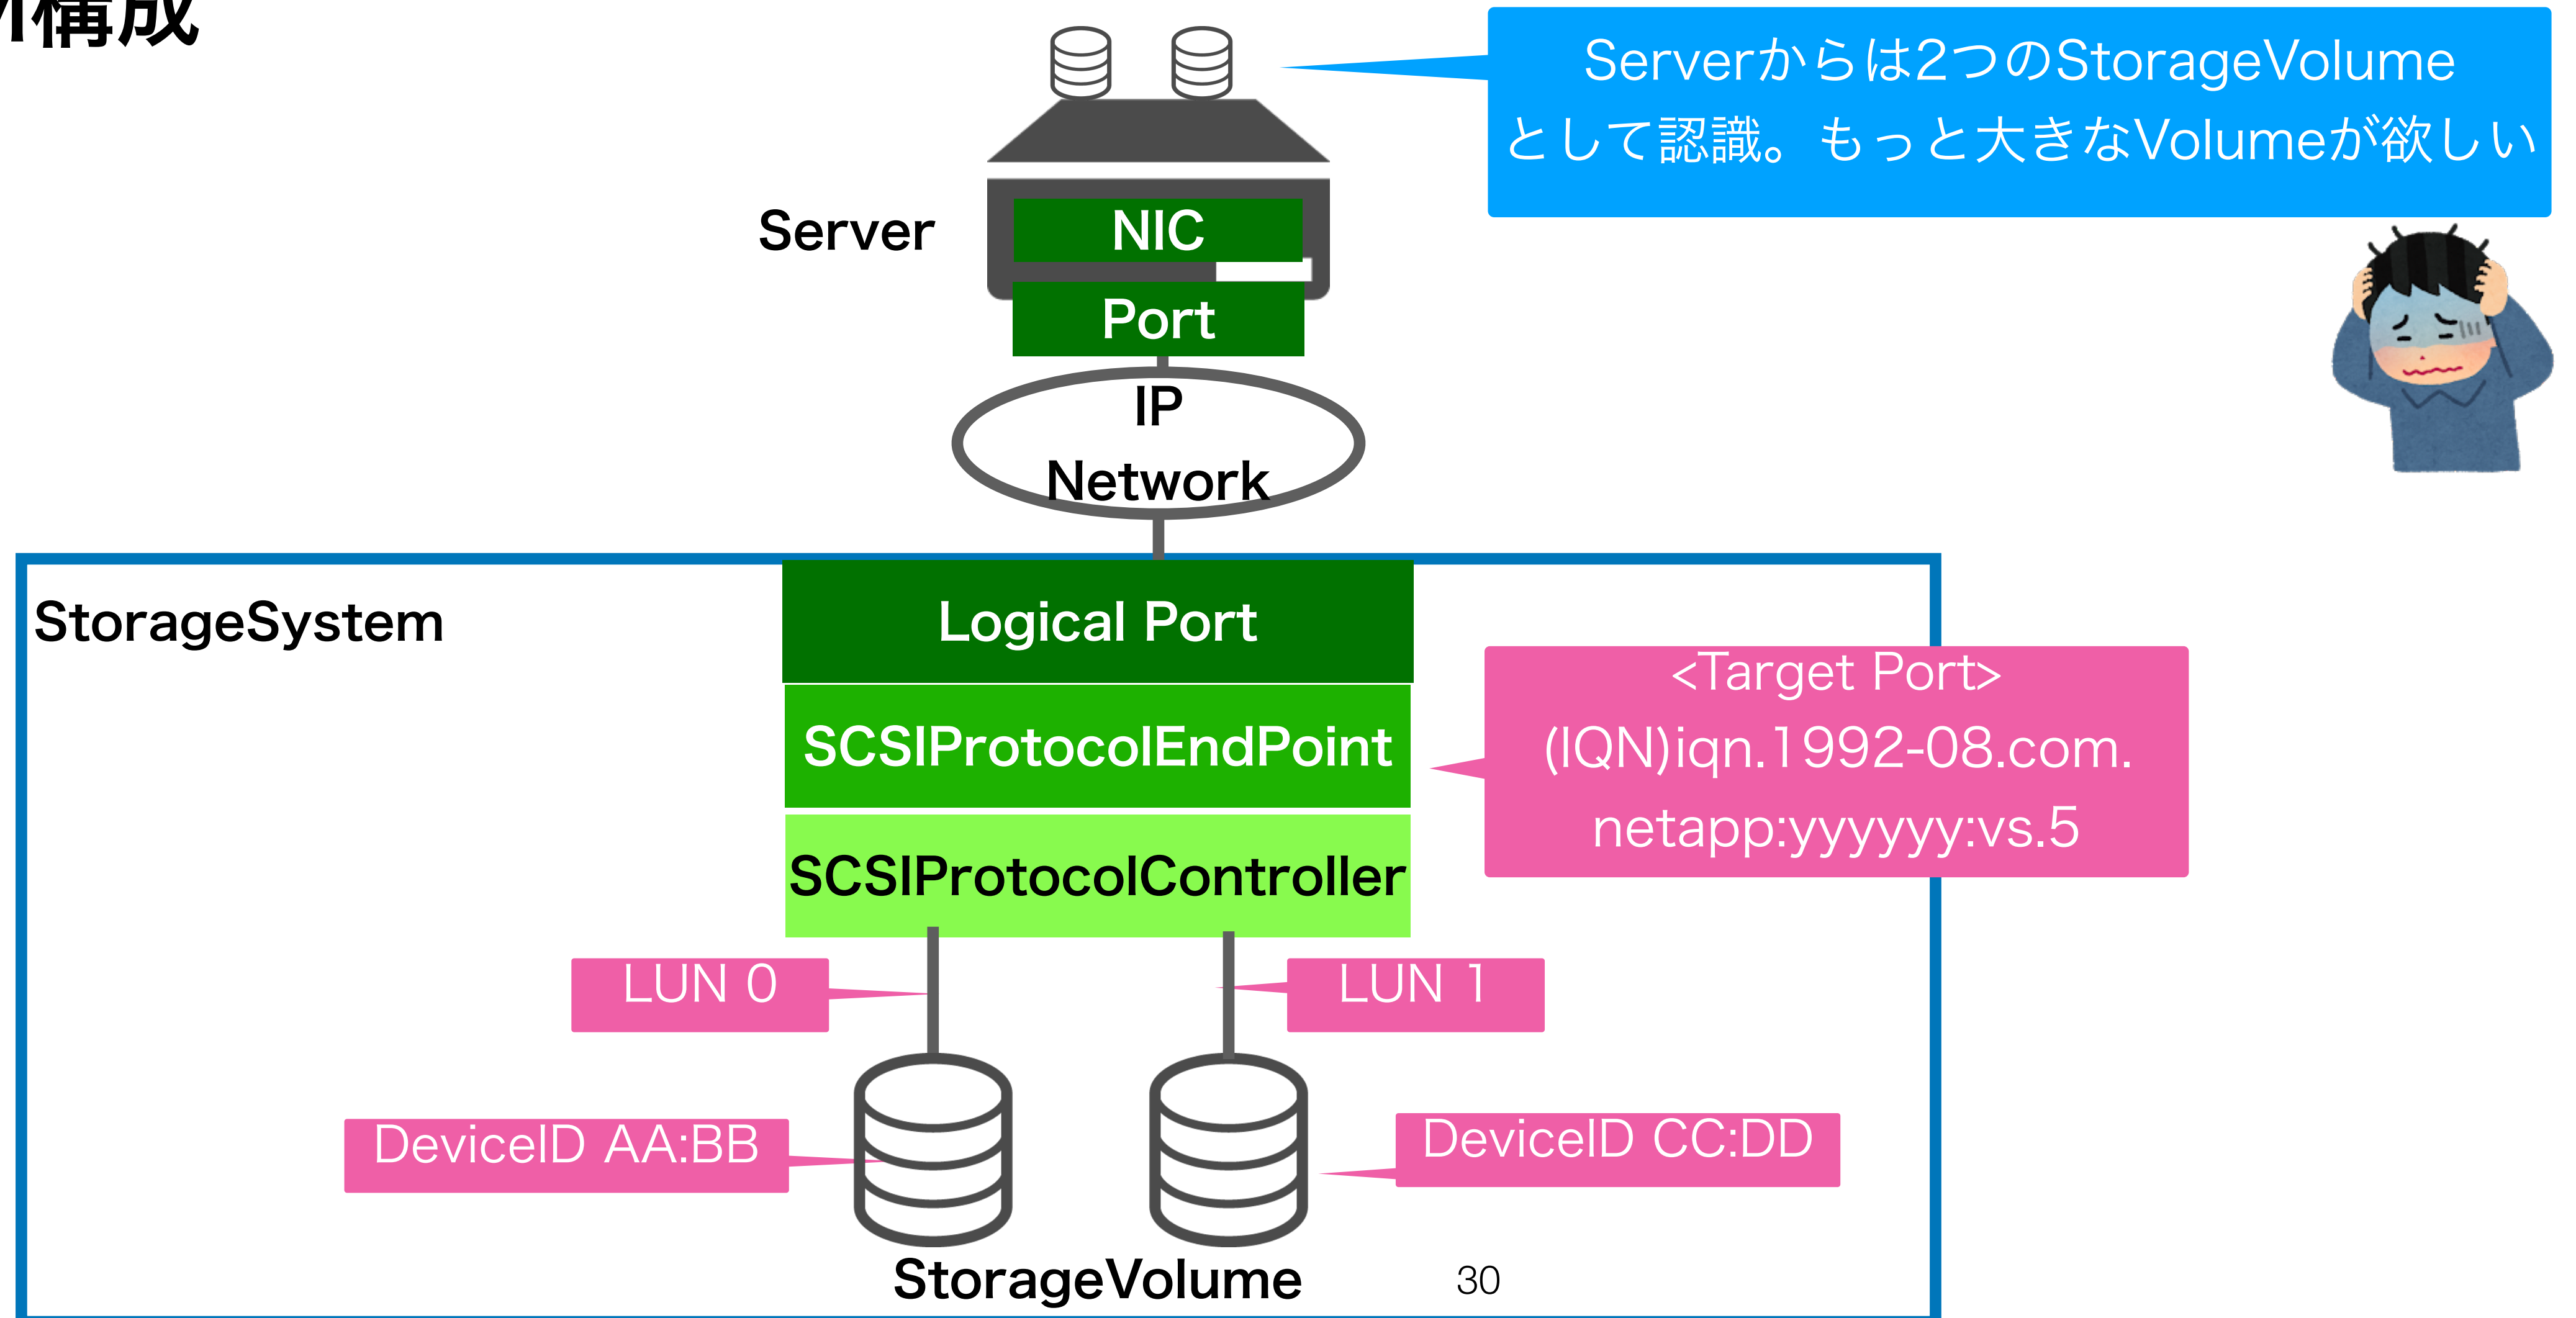 構成
Serverからは2つのStorageVolume
として認識。もっと大きなVolumeが欲しい
Server
NIC
Port
IP
Network
StorageSystem
Logical Port
<Target Port>
(IQN)iqn.1992-08.com.
netapp:yyyyyy:vs.5
SCSIProtocolEndPoint
SCSIProtocolController
LUN 0
LUN 1
DeviceID AA:BB
DeviceID CC:DD
StorageVolume
30